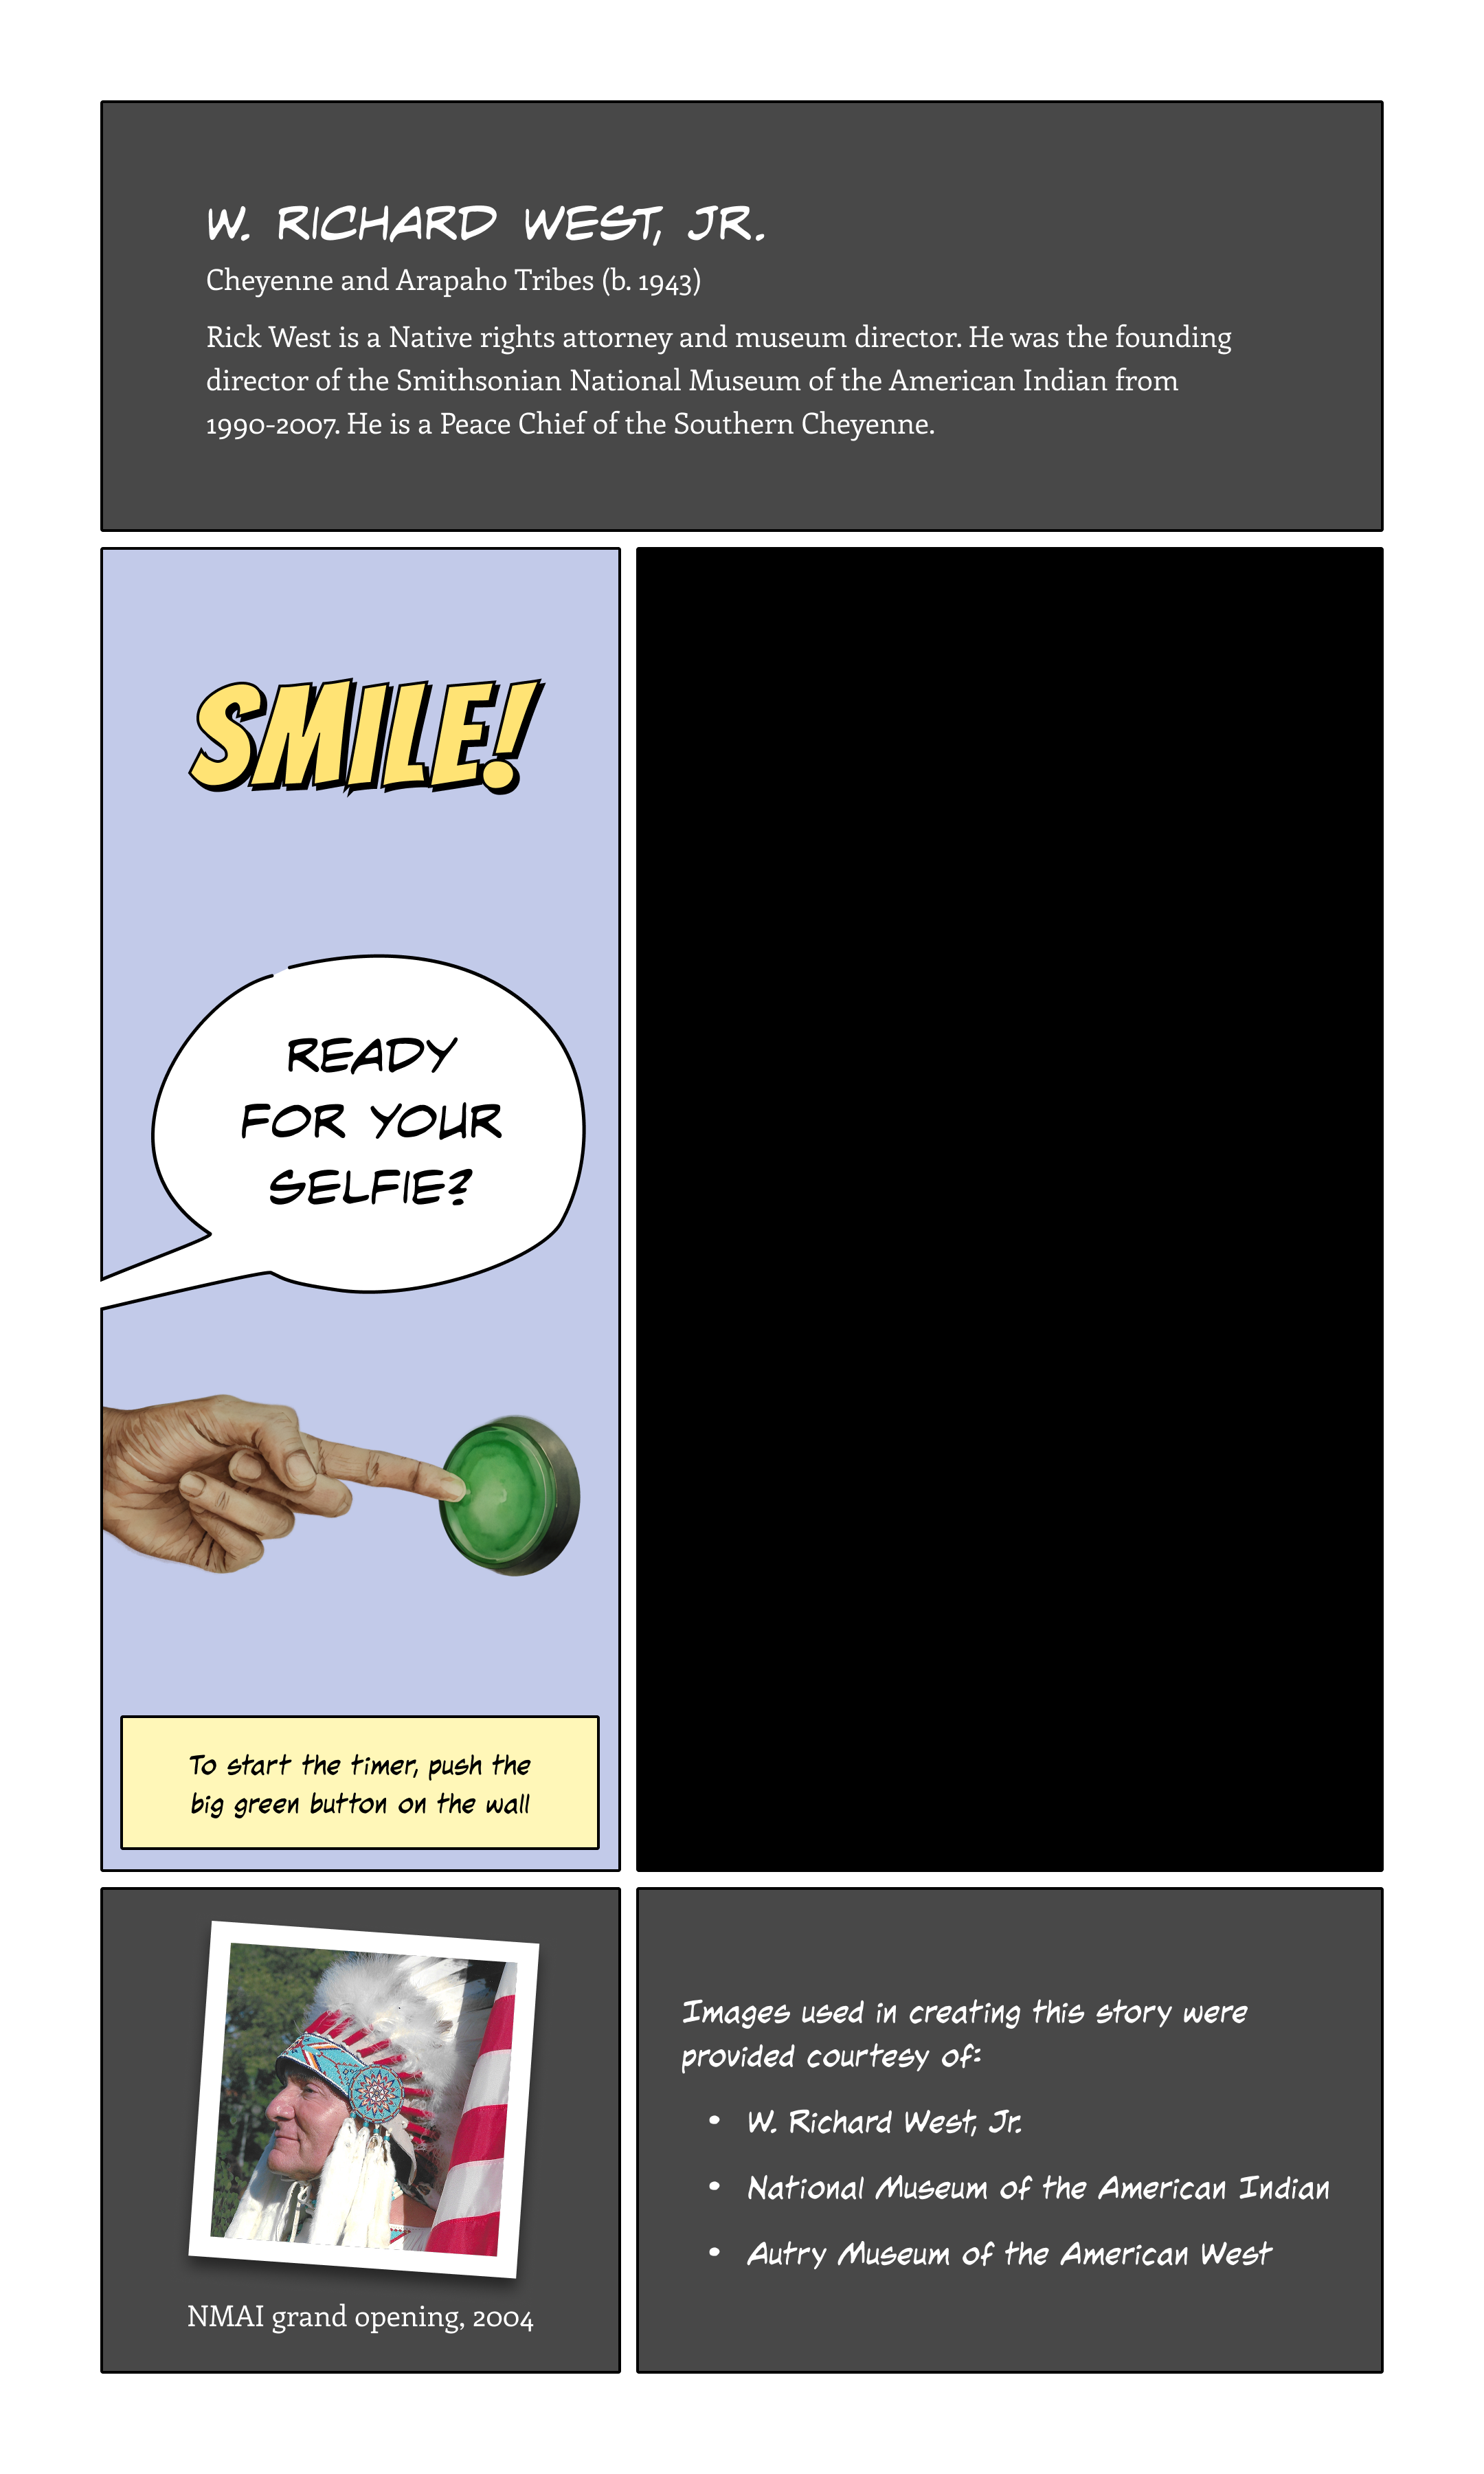 W. RICHARD WEST, JR.
Cheyenne and Arapaho Tribes (b. 1943)
Rick West is a Native rights attorney and museum director. He was the founding
director of the Smithsonian National Museum of the American Indian from
1990-2007. He is a Peace Chief of the Southern Cheyenne.
SMILE!
READY
FOR YOUR
SELFIE?
To start the timer, push the
big green button on the wall
NMAI grand opening, 2004
Images used in creating this story were
provided courtesy of:
• W. Richard West, Jr.
• National Museum of the American Indian
• Autry Museum of the American West